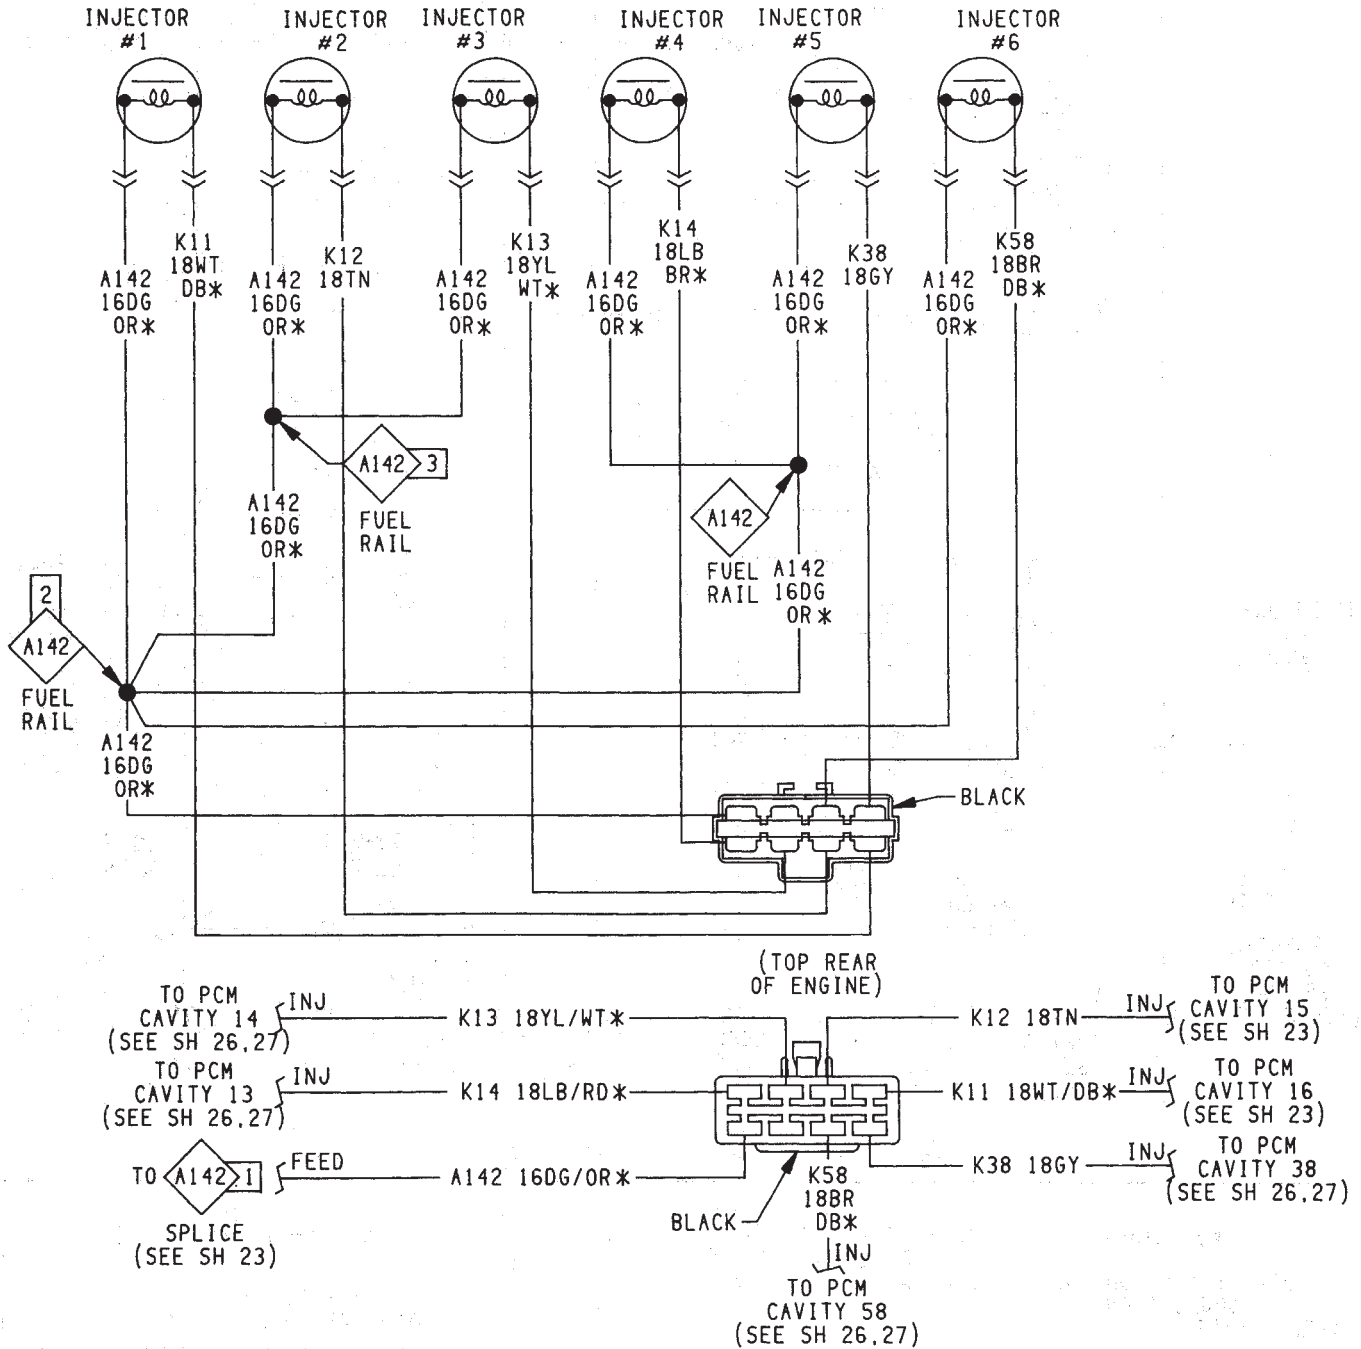 INJECTOR
#1
INJECTOR
#2
INJECTOR
#3
INJECTOR
#4
INJECTOR
#5
INJECTOR
#6
A142
16DG
OR*
K11
18WT
DB*
A142
16DG
OR*
K12
18TN
A142
16DG
OR*
K13
18YL
WT*
A142
16DG
OR*
K14
18LB
BR*
A142
16DG
OR*
K38
18GY
A142
16DG
OR*
K58
18BR
DB*
A142 3
FUEL
RAIL
A142
16DG
OR*
A142
FUEL
RAIL
A142
16DG
OR*
2
A142
FUEL
RAIL
A142
16DG
OR*
BLACK
(TOP REAR
OF ENGINE)
TO PCM
CAVITY 14
(SEE SH 26,27)
INJ
K13 18YL/WT*
K12 18TN
INJ
TO PCM
CAVITY 15
(SEE SH 23)
TO PCM
CAVITY 13
(SEE SH 26,27)
INJ
K14 18LB/RD*
K11 18WT/DB*
INJ
TO PCM
CAVITY 16
(SEE SH 23)
TO A142 1
SPLICE
(SEE SH 23)
FEED
A142 16DG/OR*
K38 18GY
INJ
TO PCM
CAVITY 38
(SEE SH 26,27)
BLACK
K58
18BR
DB*
INJ
TO PCM
CAVITY 58
(SEE SH 26,27)